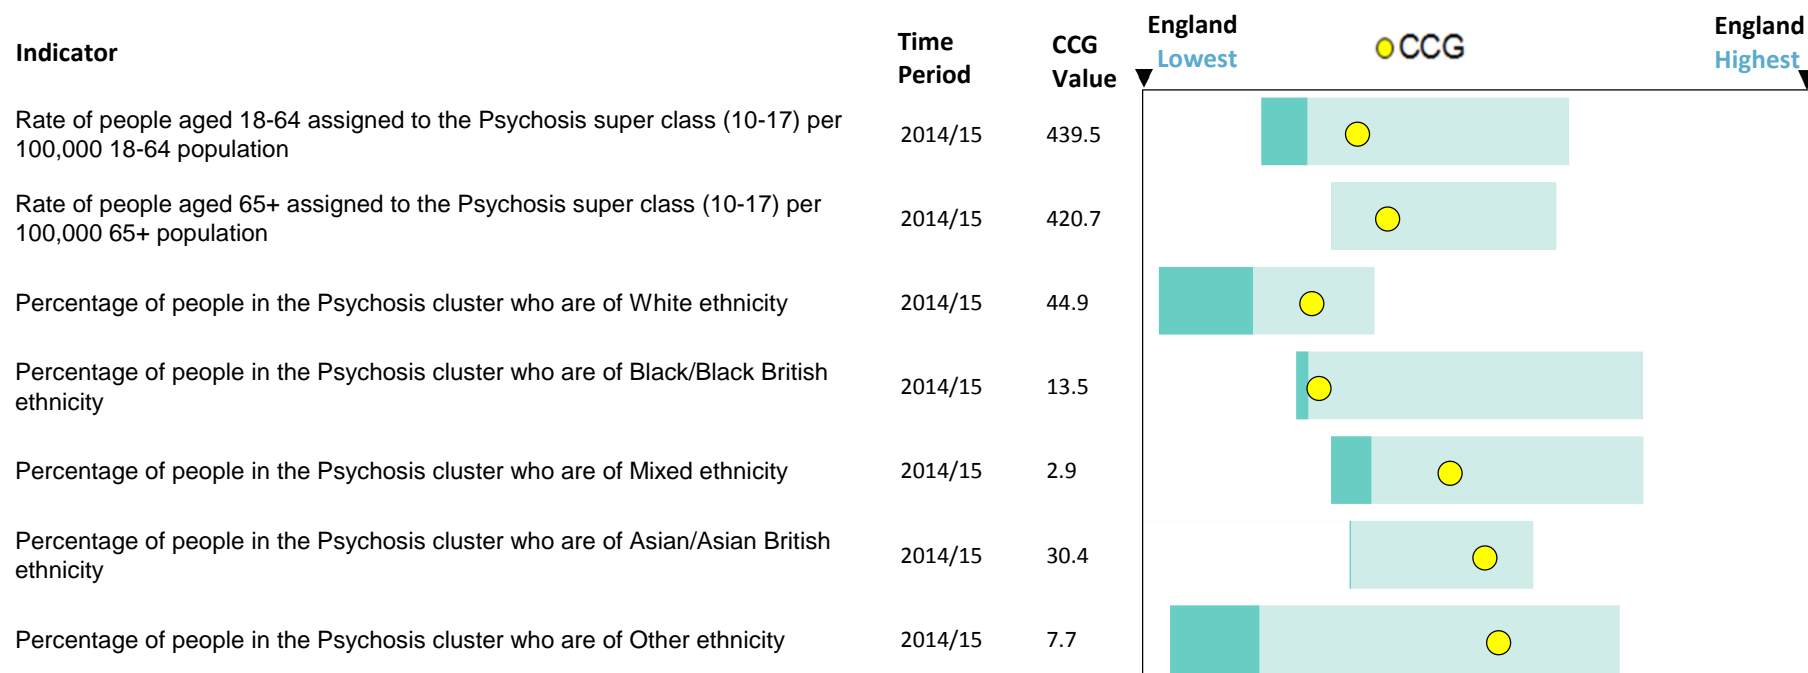 Indicator
Time Period
CCG Value
England Lowest
CCG
England Highest
Rate of people aged 18-64 assigned to the Psychosis super class (10-17) per
100,000 18-64 population
2014/15
439.5
Rate of people aged 65+ assigned to the Psychosis super class (10-17) per
100,000 65+ population
2014/15
420.7
Percentage of people in the Psychosis cluster who are of White ethnicity
2014/15
44.9
Percentage of people in the Psychosis cluster who are of Black/Black British
ethnicity
2014/15
13.5
Percentage of people in the Psychosis cluster who are of Mixed ethnicity
2014/15
2.9
Percentage of people in the Psychosis cluster who are of Asian/Asian British
ethnicity
2014/15
30.4
Percentage of people in the Psychosis cluster who are of Other ethnicity
2014/15
7.7